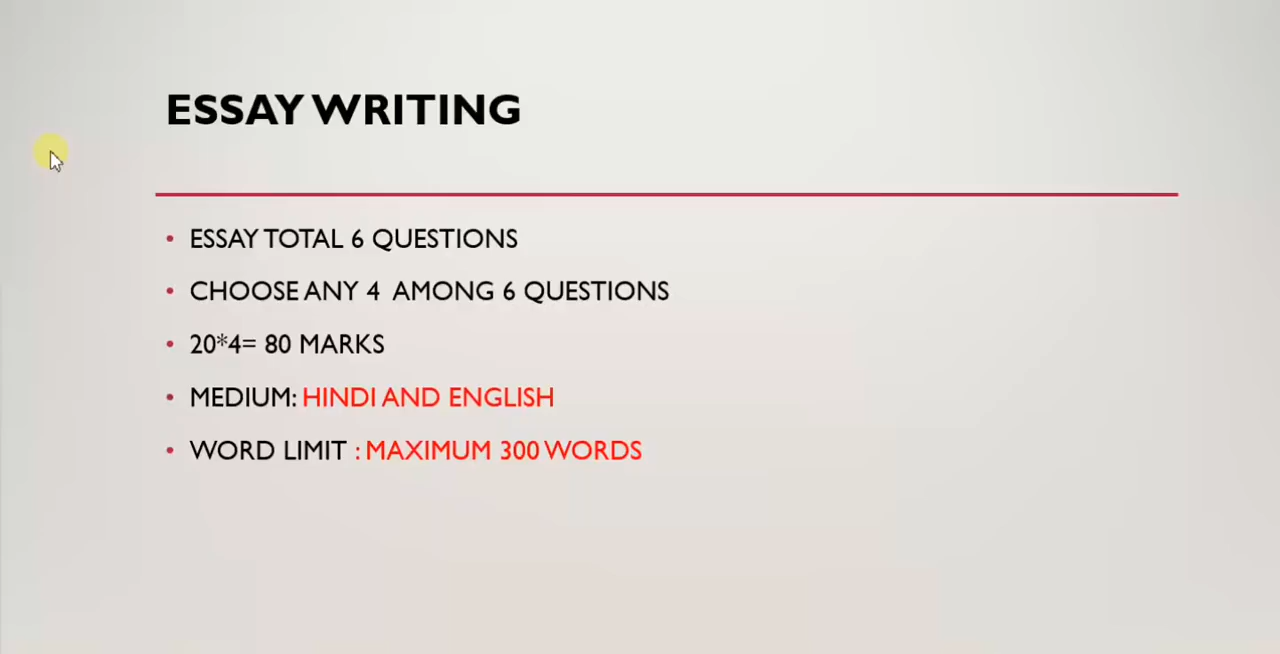 ESSAY WRITING
• ESSAY TOTAL 6 QUESTIONS
• CHOOSE ANY 4 AMONG 6 QUESTIONS
• 20*4= 80 MARKS
• MEDIUM: HINDI AND ENGLISH
• WORD LIMIT : MAXIMUM 300 WORDS